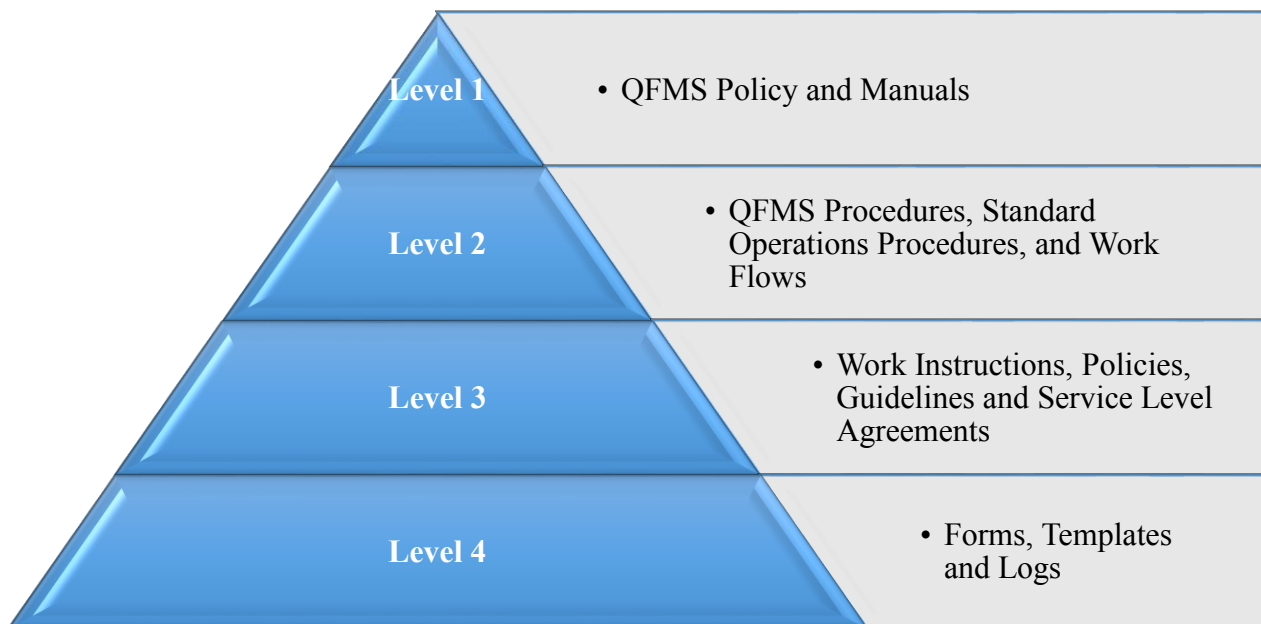 Level 1
• QFMS Policy and Manuals
Level 2
• QFMS Procedures, Standard
Operations Procedures, and Work
Flows
Level 3
• Work Instructions, Policies,
Guidelines and Service Level
Agreements
Level 4
• Forms, Templates
and Logs